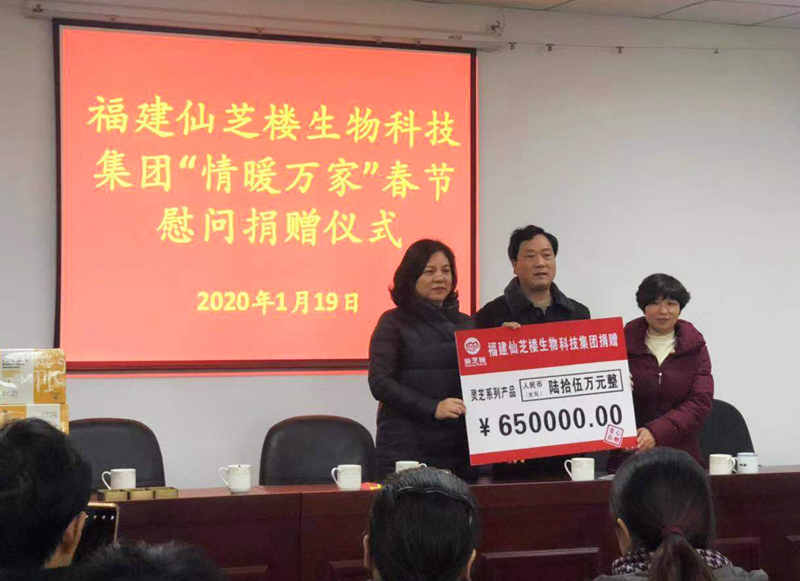 福建仙芝楼生物科技
集团“情暖万家”春节
慰问捐赠仪式
2020年1月19日
仙芝楼 福建仙芝楼生物科技集团捐赠
灵芝系列产品 人民币（大写）： 陆拾伍万元整
¥ 650000.00